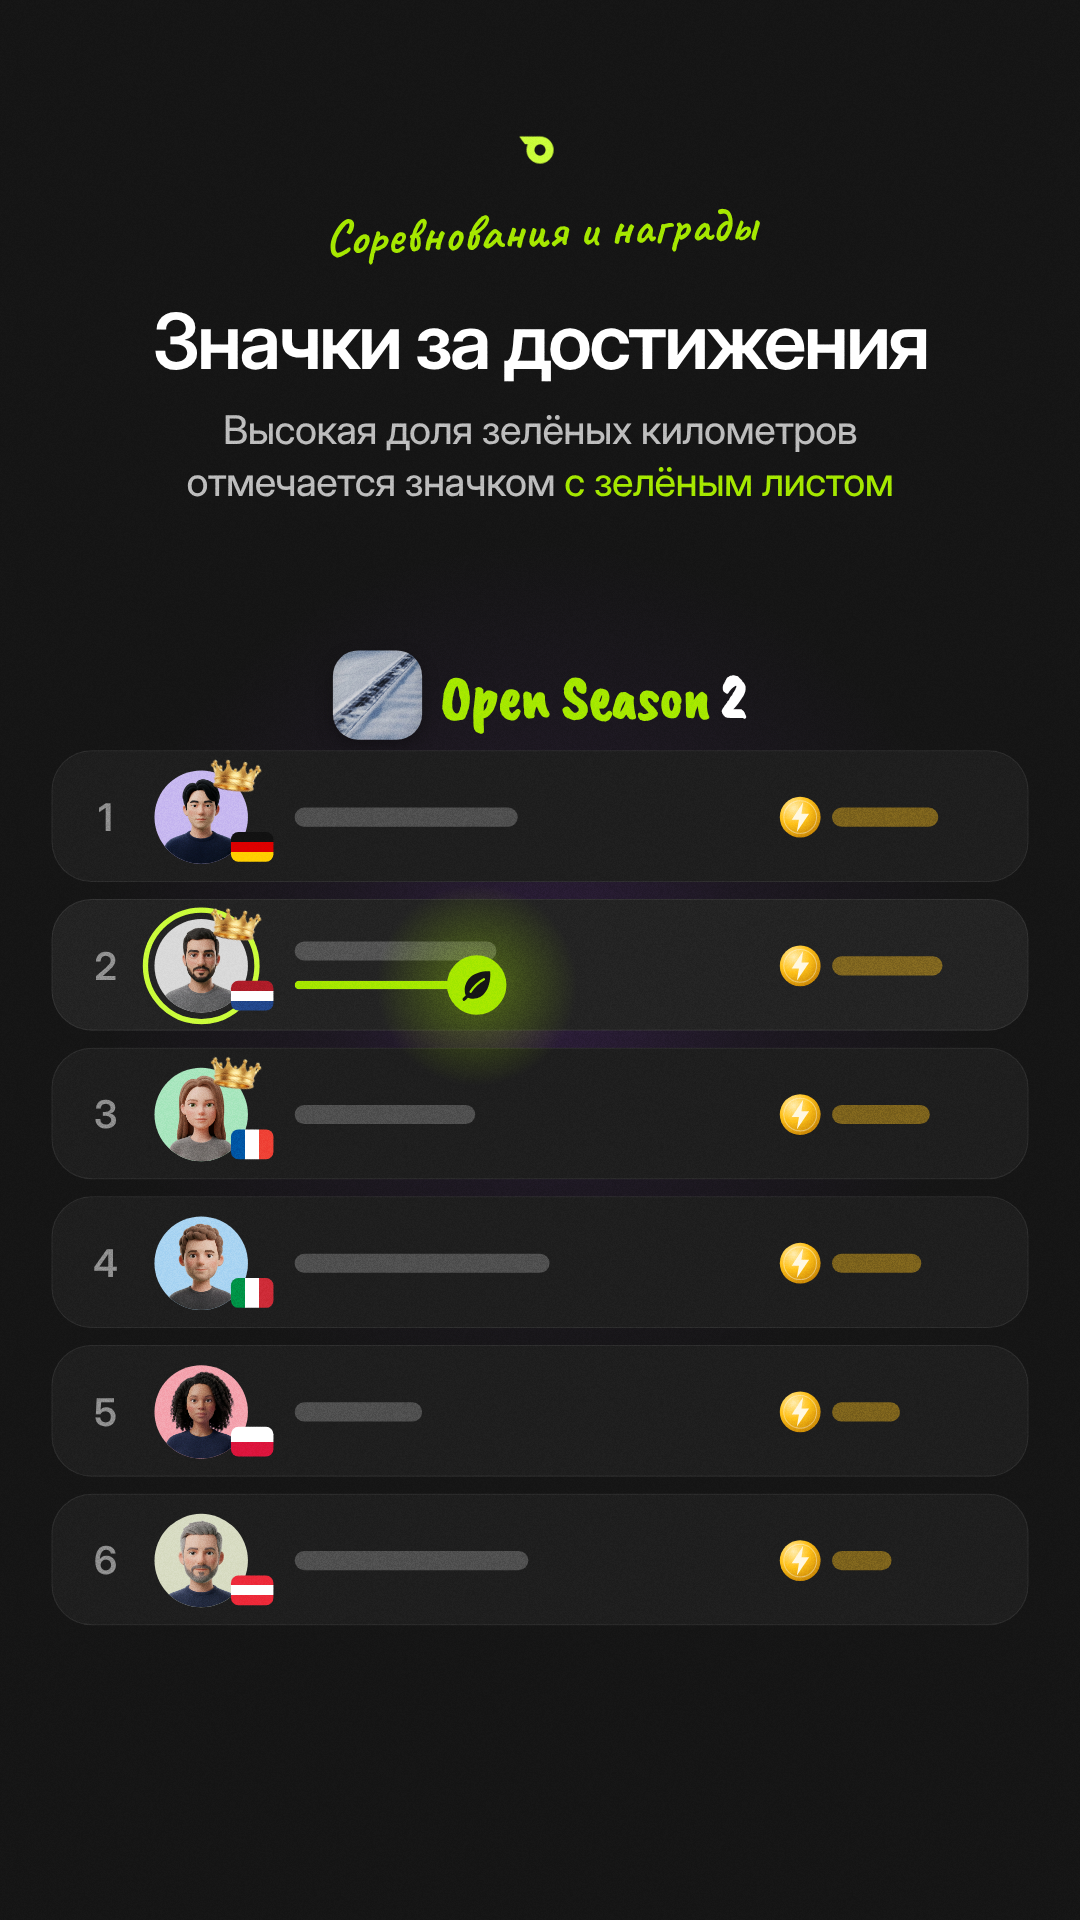 Соревнования и награды
Значки за достижения
Высокая доля зелёных километров
отмечается значком с зелёным листом
Open Season 2
1
2
3
4
5
6